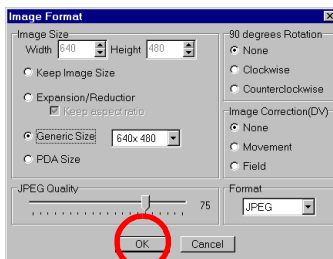 Image Format
Image Size
Width 640 Height 480
Keep Image Size
Expansion/Reductior
Keep aspect ratio
Generic Size 640x 480
PDA Size
JPEG Quality
75
90 degrees Rotation
None
Clockwise
Counterclockwise
Image Correction(DV)
None
Movement
Field
Format
JPEG
OK Cancel